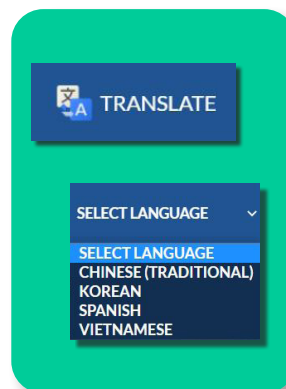 TRANSLATE
SELECT LANGUAGE
SELECT LANGUAGE
CHINESE (TRADITIONAL)
KOREAN
SPANISH
VIETNAMESE